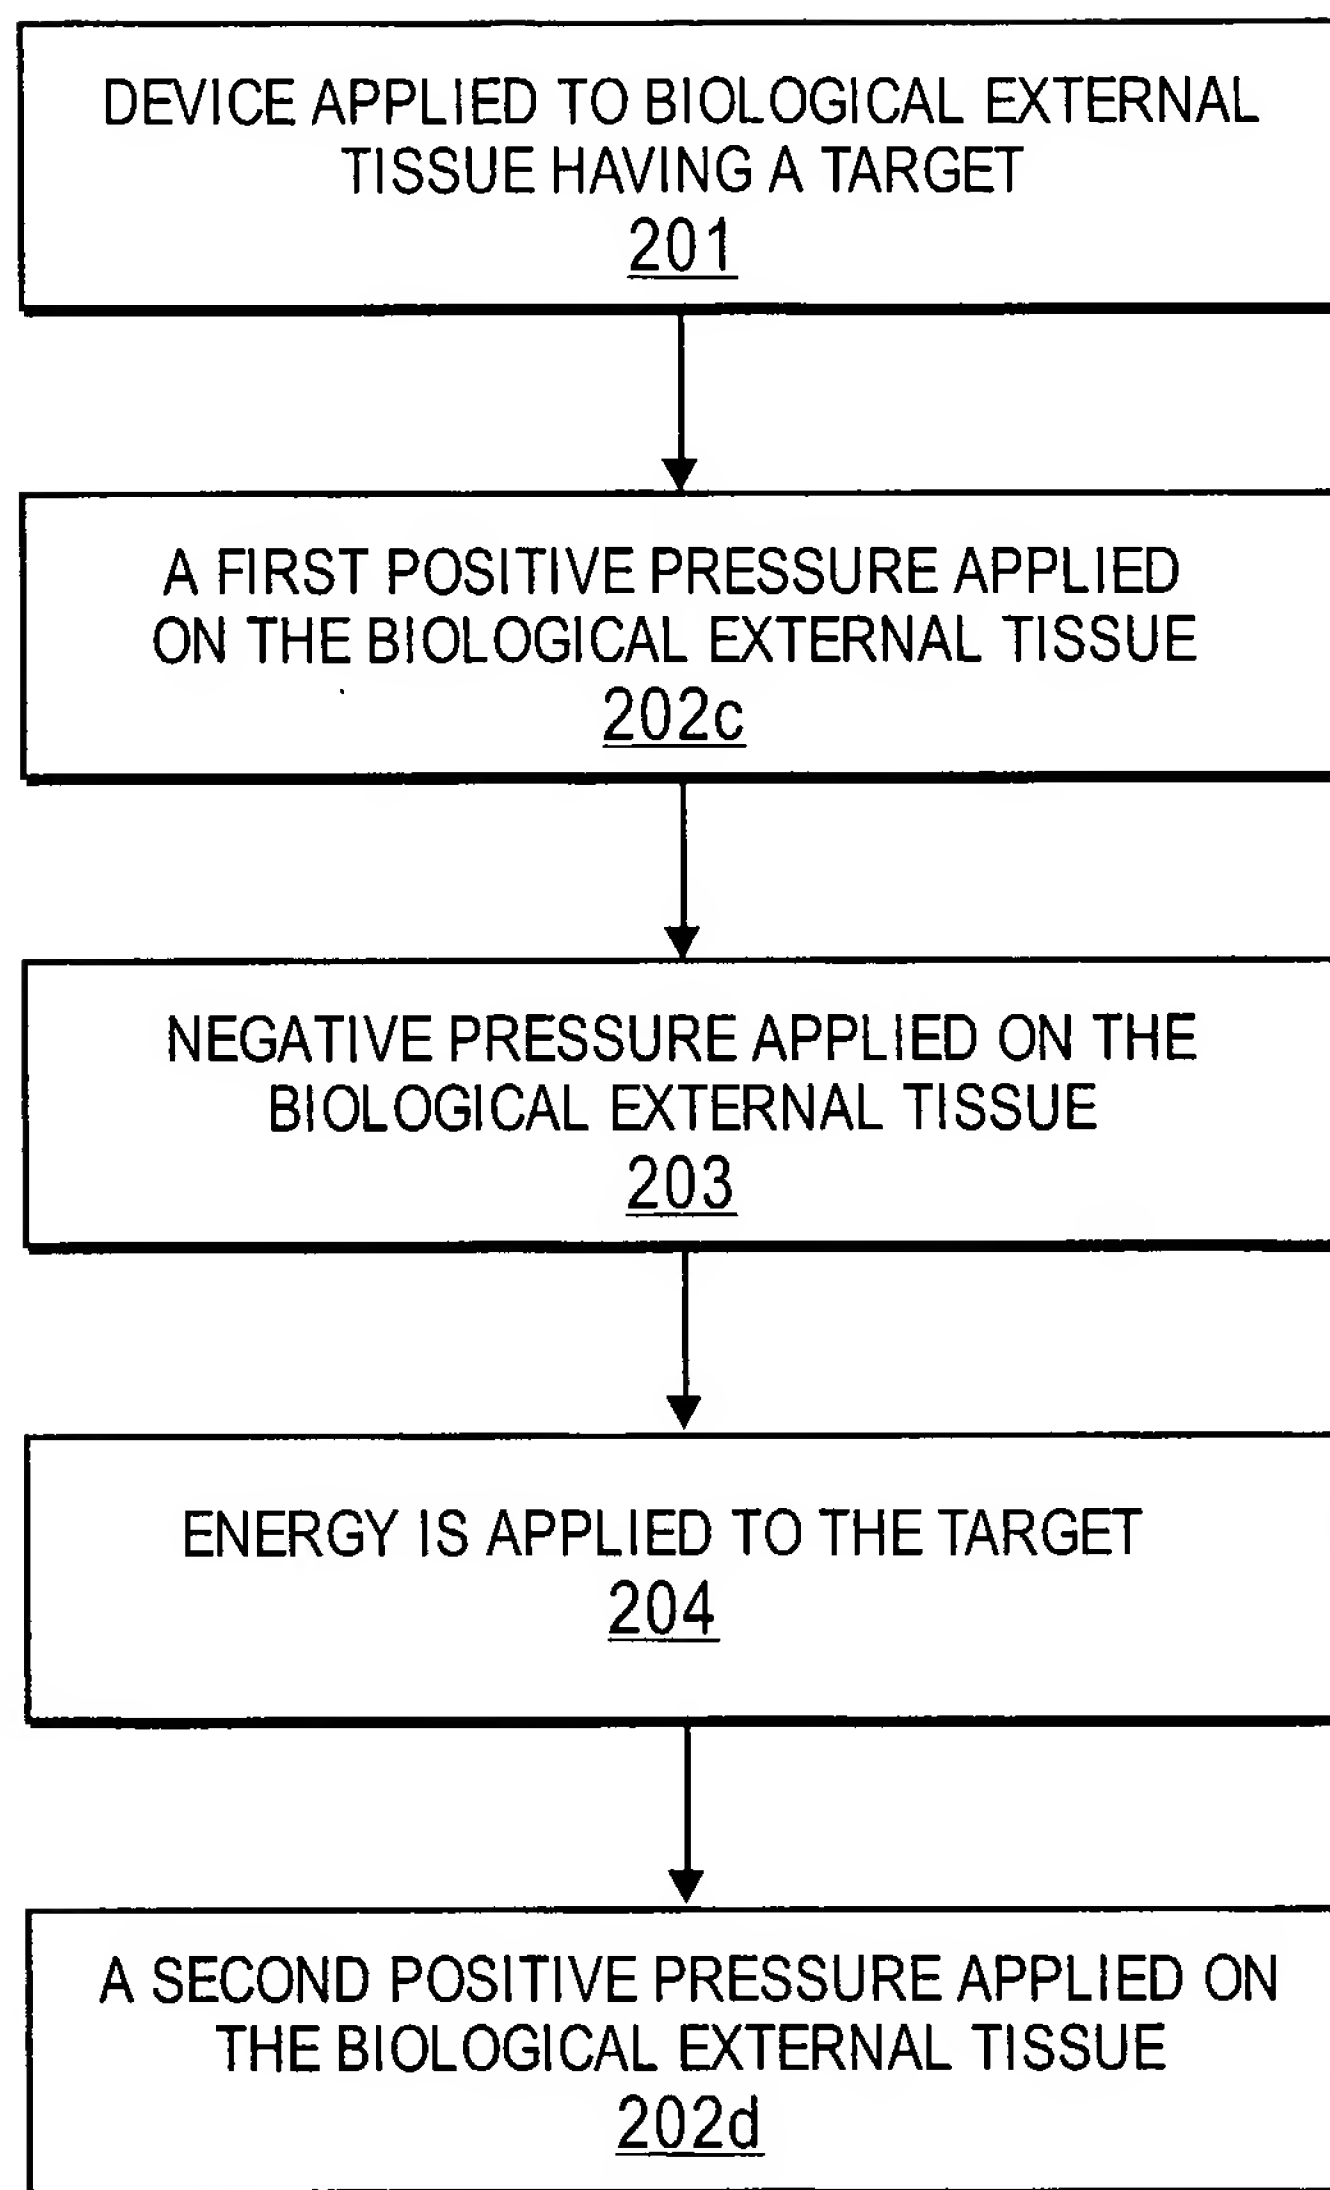 DEVICE APPLIED TO BIOLOGICAL EXTERNAL
TISSUE HAVING A TARGET
201
A FIRST POSITIVE PRESSURE APPLIED
ON THE BIOLOGICAL EXTERNAL TISSUE
202c
NEGATIVE PRESSURE APPLIED ON THE
BIOLOGICAL EXTERNAL TISSUE
203
ENERGY IS APPLIED TO THE TARGET
204
A SECOND POSITIVE PRESSURE APPLIED ON
THE BIOLOGICAL EXTERNAL TISSUE
202d